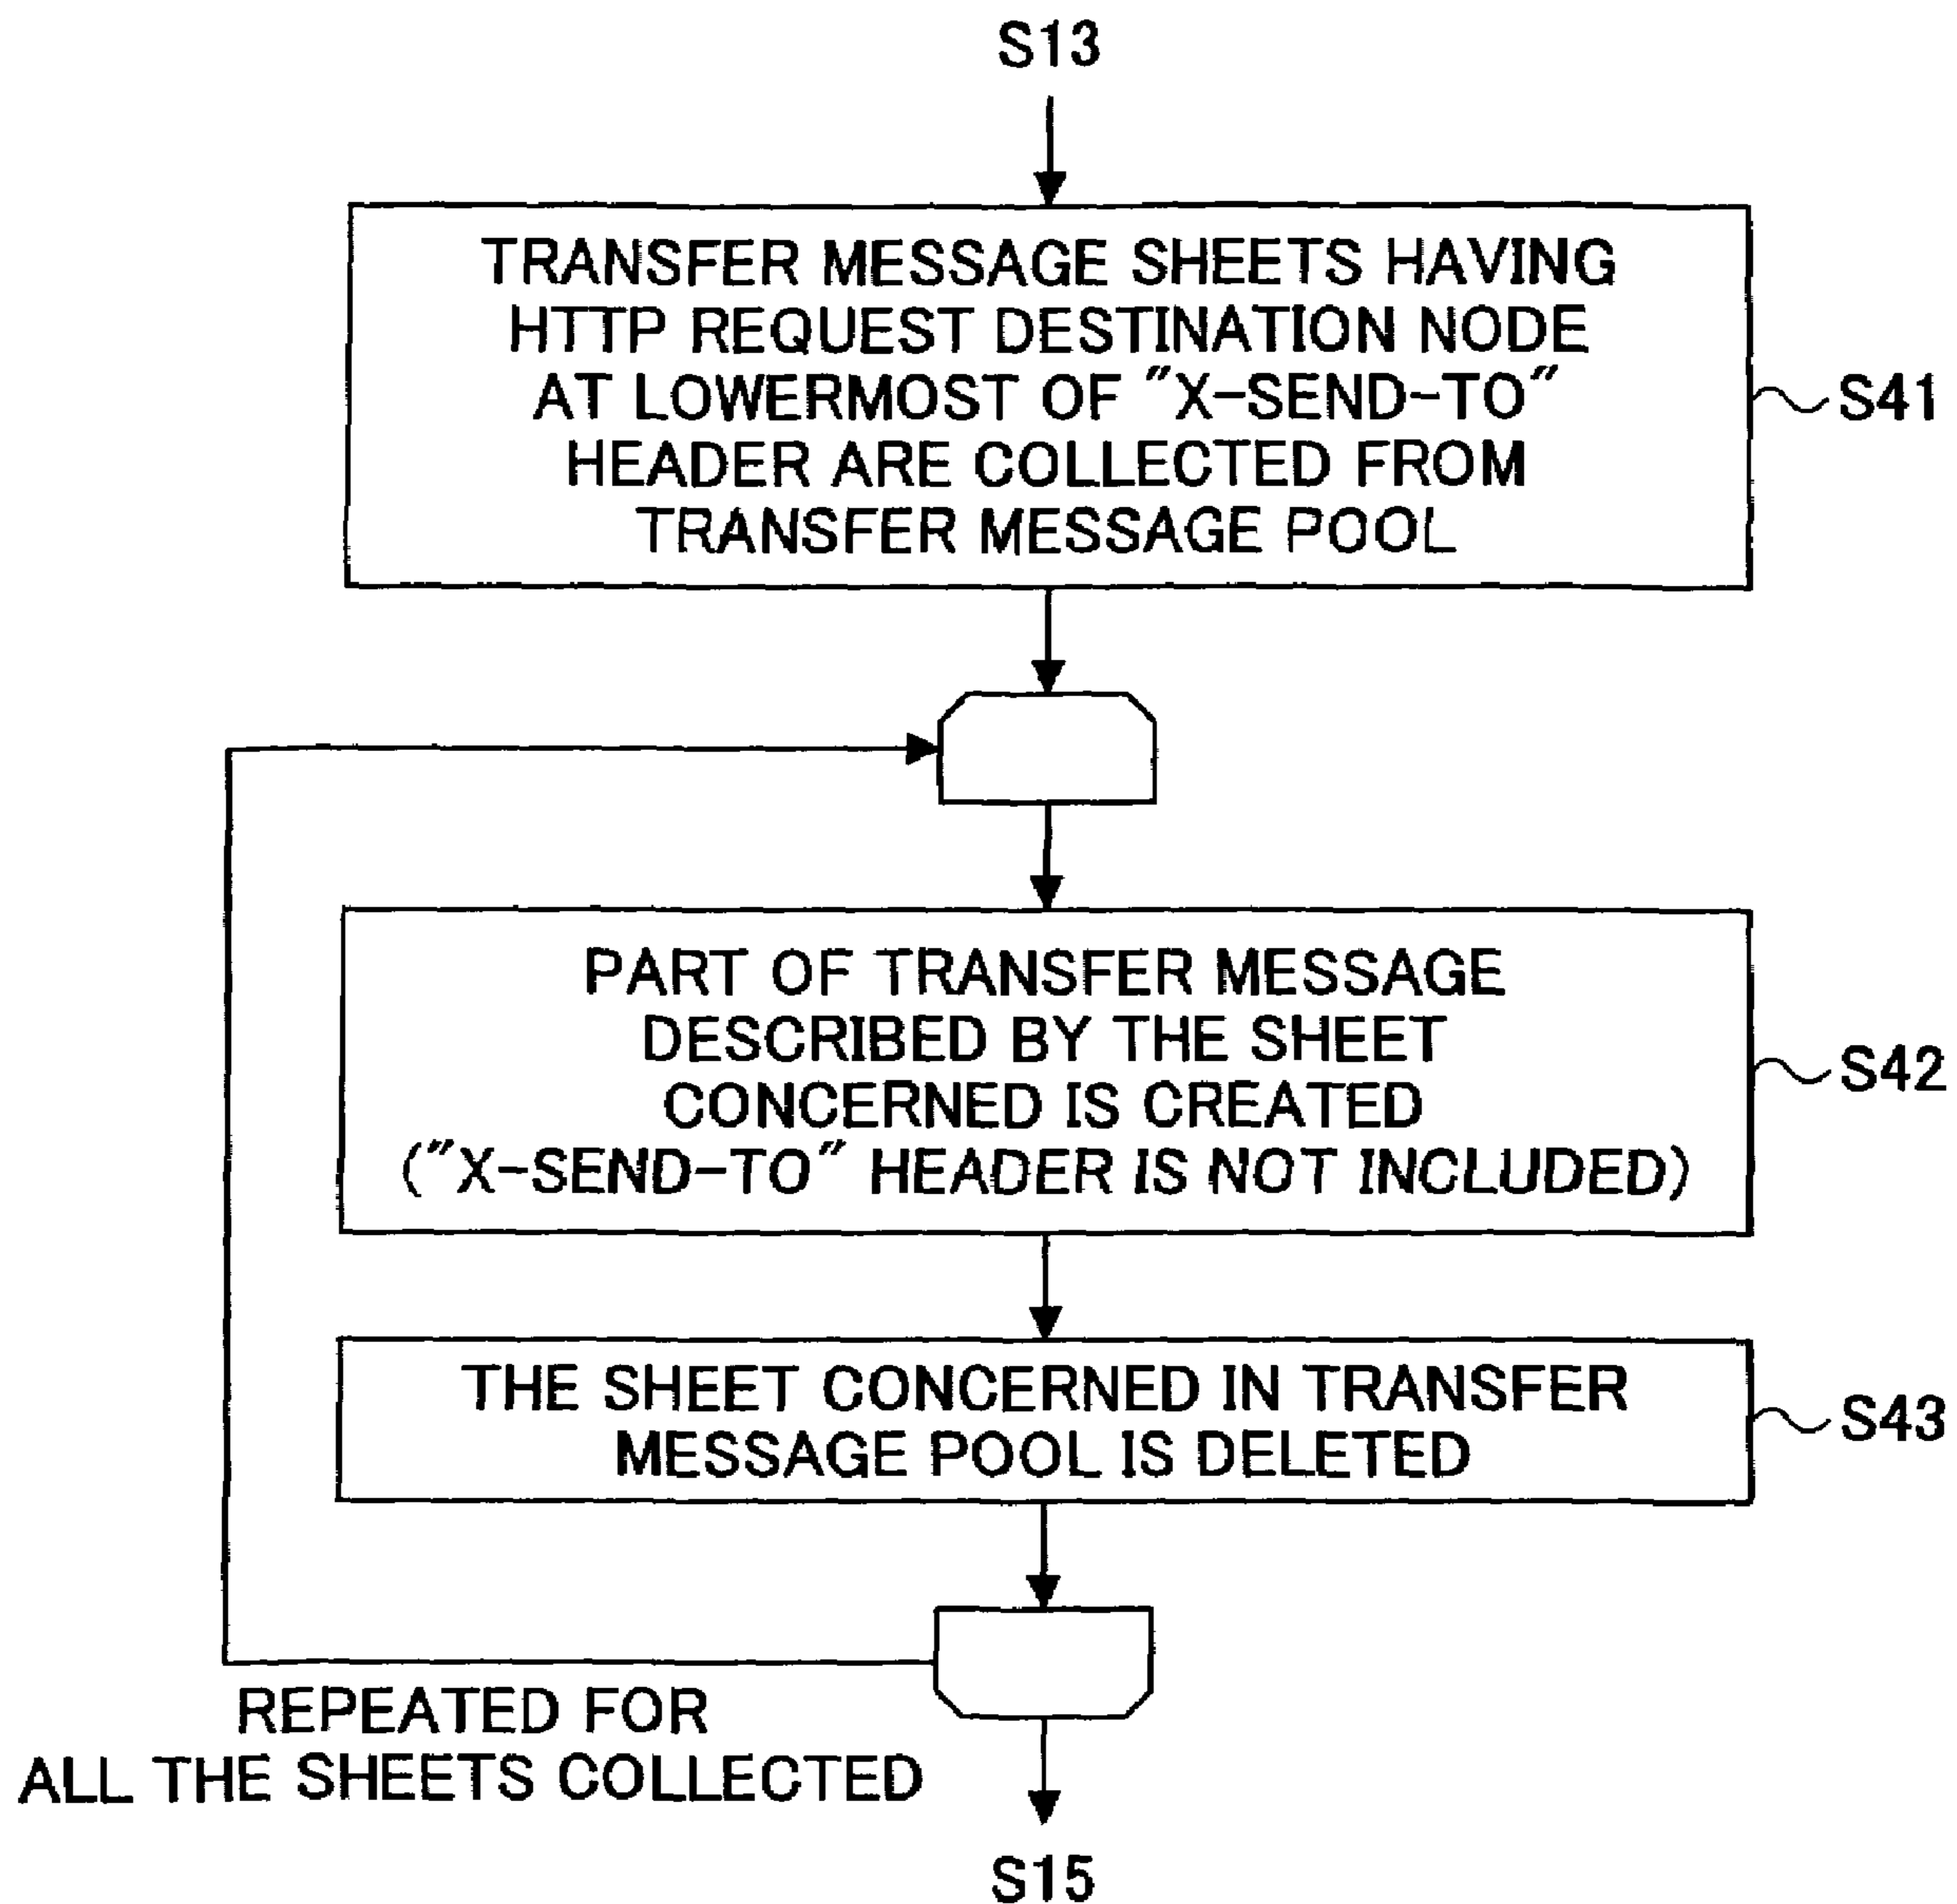 S13
TRANSFER MESSAGE SHEETS HAVING
HTTP REQUEST DESTINATION NODE
AT LOWERMOST OF "X-SEND-TO"
HEADER ARE COLLECTED FROM
TRANSFER MESSAGE POOL
S41
PART OF TRANSFER MESSAGE
DESCRIBED BY THE SHEET
CONCERNED IS CREATED
("X-SEND-TO" HEADER IS NOT INCLUDED)
S42
THE SHEET CONCERNED IN TRANSFER
MESSAGE POOL IS DELETED
S43
REPEATED FOR
ALL THE SHEETS COLLECTED
S15